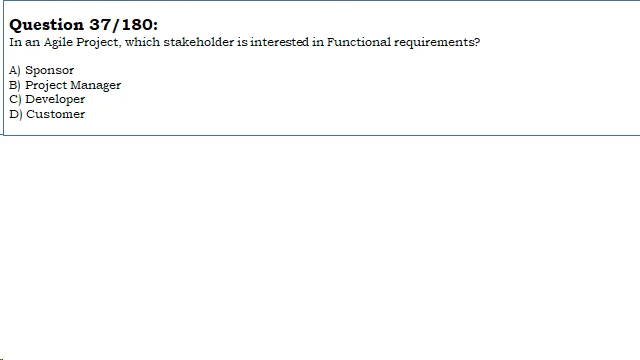 Question 37/180:
In an Agile Project, which stakeholder is interested in Functional requirements?
A) Sponsor
B) Project Manager
C) Developer
D) Customer